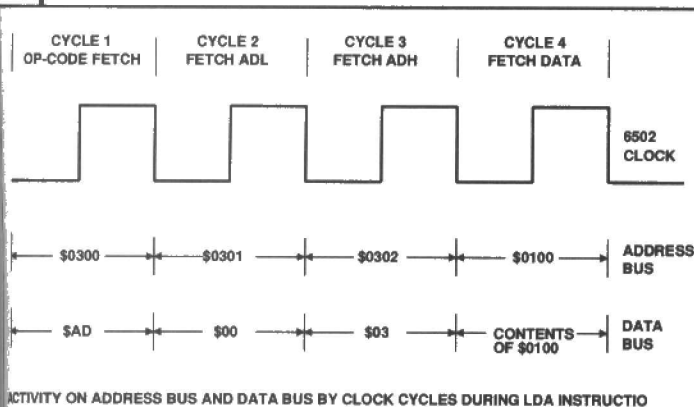 CYCLE 1
OP-CODE FETCH
CYCLE 2
FETCH ADL
CYCLE 3
FETCH ADH
CYCLE 4
FETCH DATA
6502
CLOCK
$0300
$0301
$0302
$0100
ADDRESS
BUS
$AD
$00
$03
CONTENTS
OF $0100
DATA
BUS
ACTIVITY ON ADDRESS BUS AND DATA BUS BY CLOCK CYCLES DURING LDA INSTRUCTIO